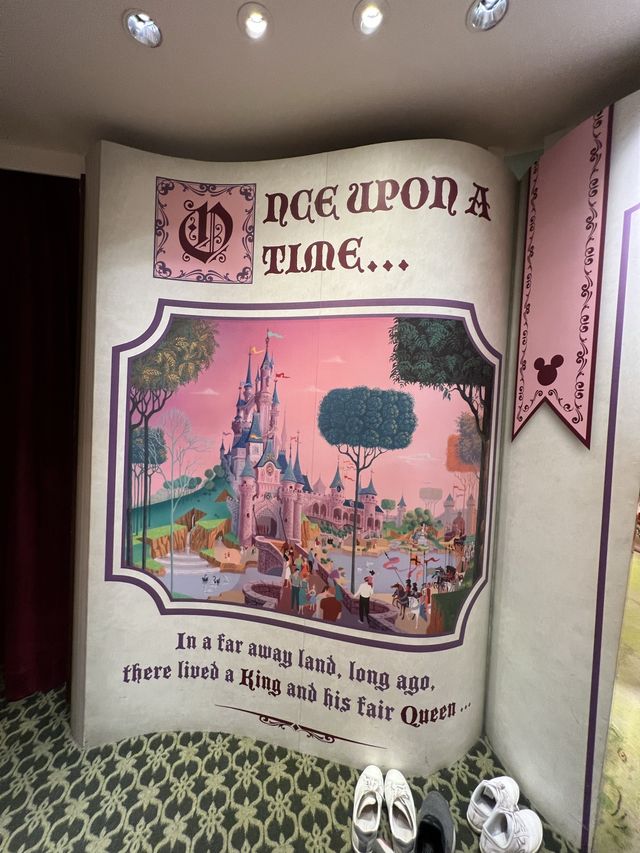 ONCE UPON A
TIME...
In a far away land, long ago,
there lived a King and his fair Queen...